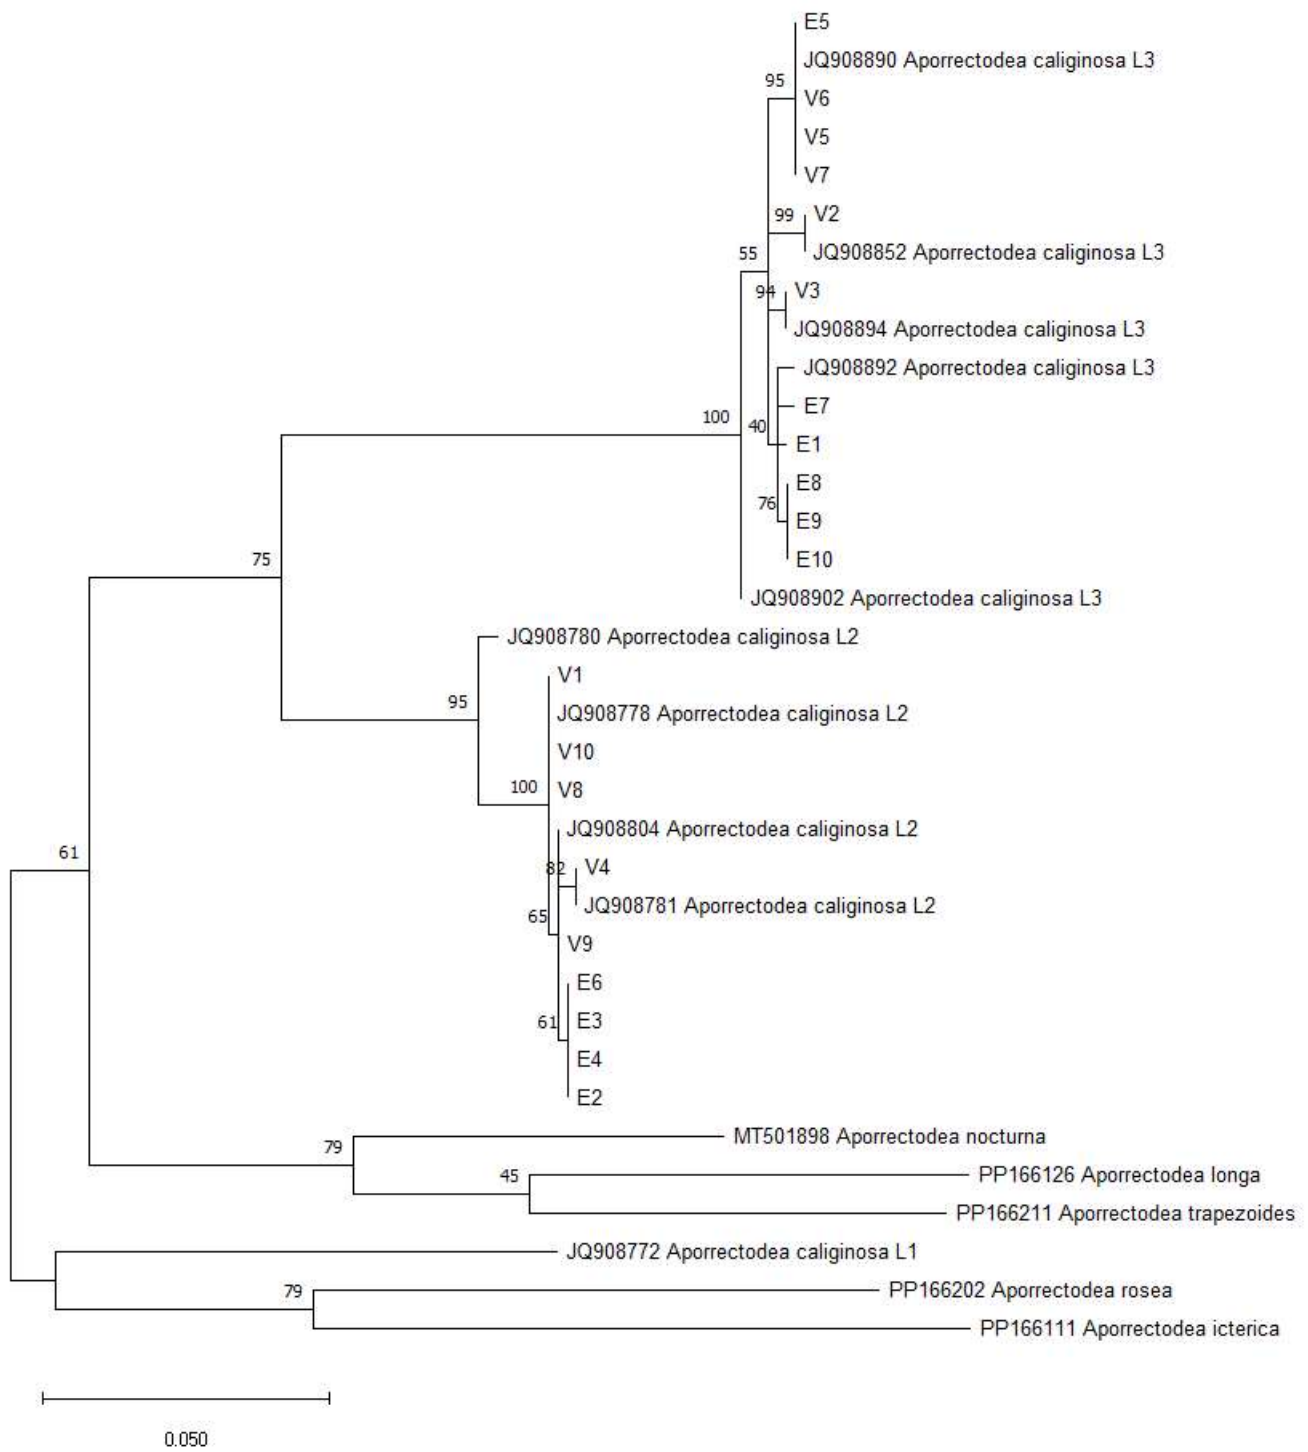 E5
JQ908890 Aporrectodea caliginosa L3
95
V6
V5
V7
99
V2
JQ908852 Aporrectodea caliginosa L3
55
94
V3
JQ908894 Aporrectodea caliginosa L3
JQ908892 Aporrectodea caliginosa L3
E7
100
40
E1
E8
76
E9
E10
75
JQ908902 Aporrectodea caliginosa L3
JQ908780 Aporrectodea caliginosa L2
V1
95
JQ908778 Aporrectodea caliginosa L2
V10
100
V8
JQ908804 Aporrectodea caliginosa L2
61
82
V4
JQ908781 Aporrectodea caliginosa L2
65
V9
E6
61
E3
E4
E2
MT501898 Aporrectodea nocturna
79
45
PP166126 Aporrectodea longa
PP166211 Aporrectodea trapezoides
JQ908772 Aporrectodea caliginosa L1
79
PP166202 Aporrectodea rosea
PP166111 Aporrectodea icterica
0.050